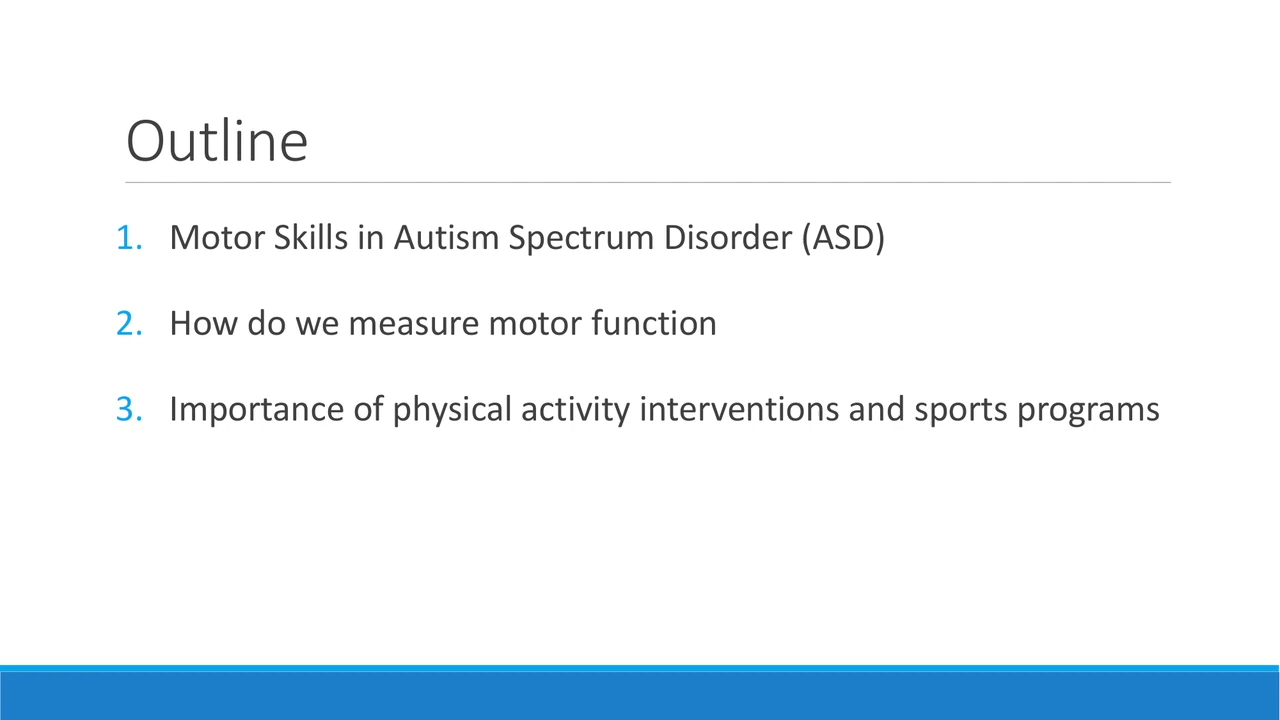 Outline
1. Motor Skills in Autism Spectrum Disorder (ASD)
2. How do we measure motor function
3. Importance of physical activity interventions and sports programs